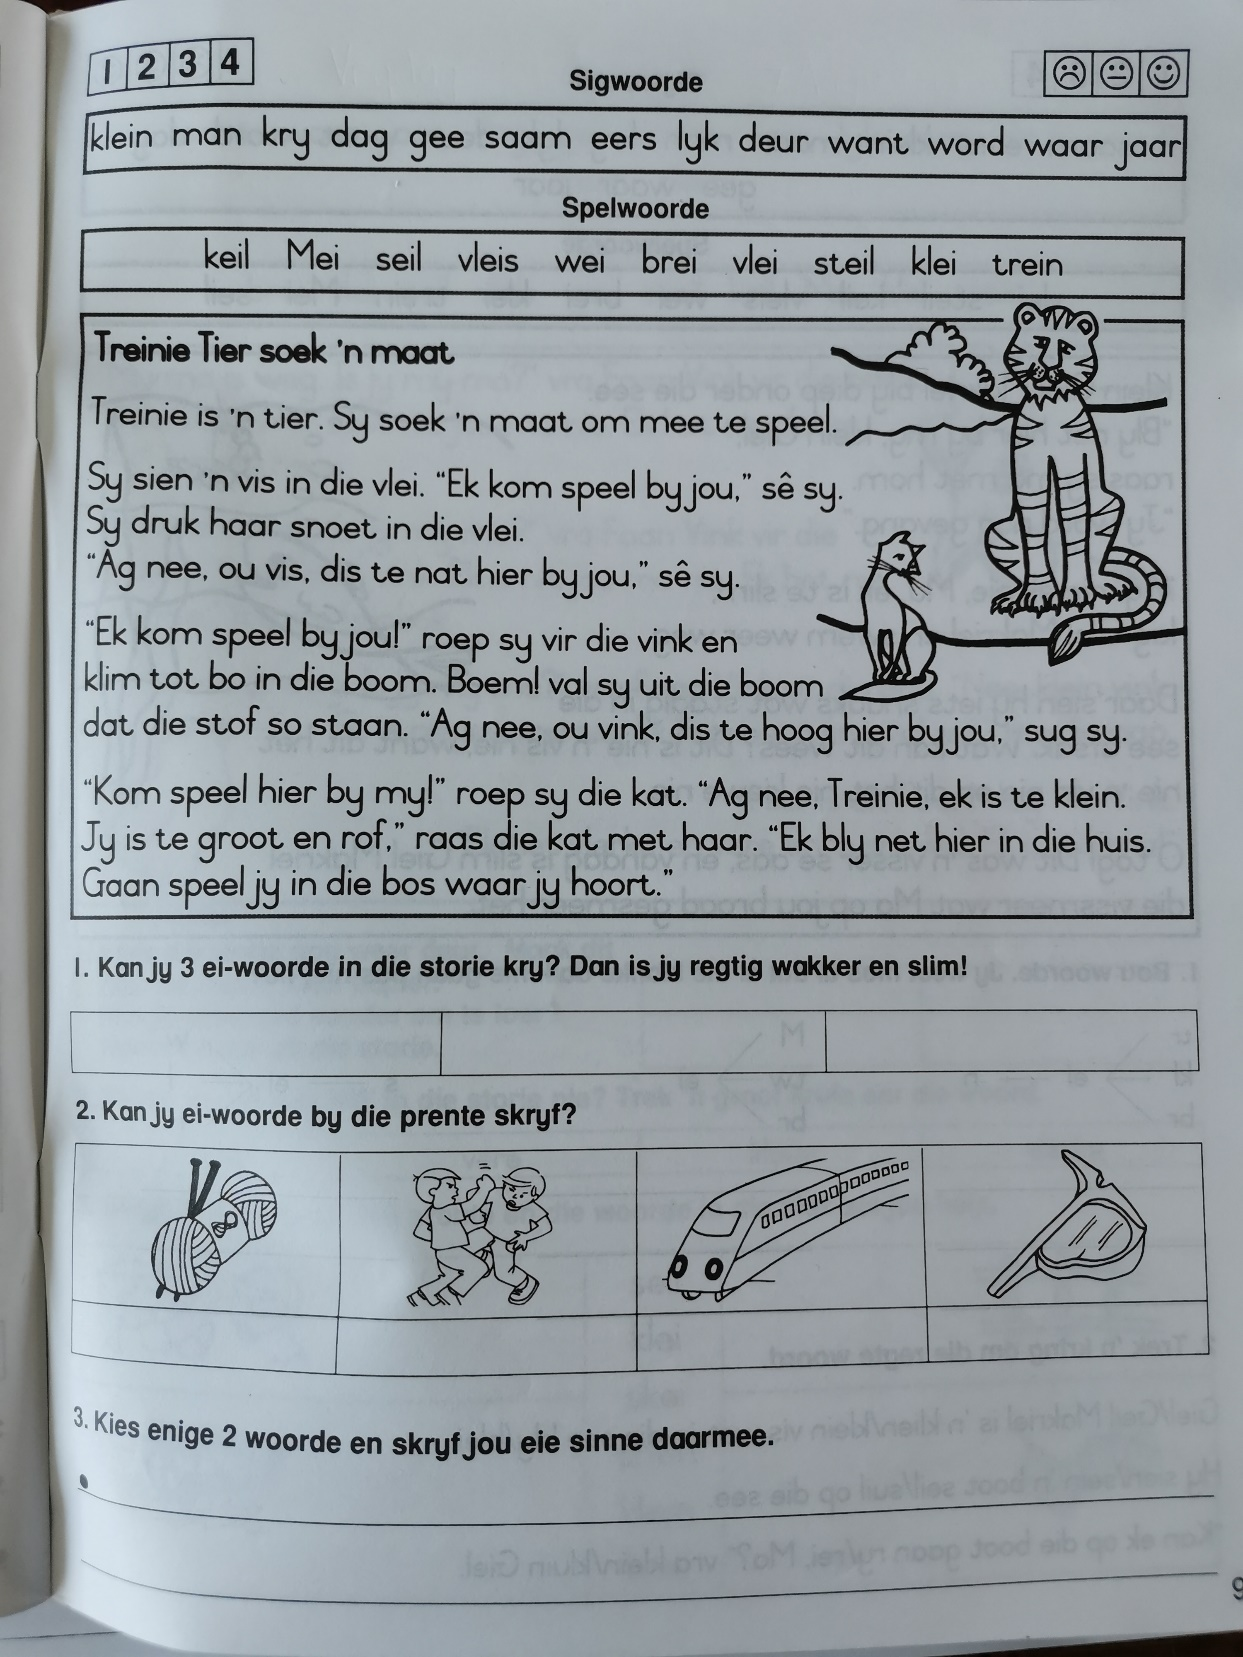 1 2 3 4
Sigwoorde
klein man kry dag gee saam eers lyk deur want word waar jaar
Spelwoorde
keil Mei seil vleis wei brei vlei steil klei trein
Treinie Tier soek 'n maat
Treinie is 'n tier. Sy soek 'n maat om mee te speel.
Sy sien 'n vis in die vlei. “Ek kom speel by jou,” sê sy.
Sy druk haar snoet in die vlei.
“Ag nee, ou vis, dis te nat hier by jou,” sê sy.
“Ek kom speel by jou!” roep sy vir die vink en
klim tot bo in die boom. Boem! val sy uit die boom
dat die stof so staan. “Ag nee, ou vink, dis te hoog hier by jou,” sug sy.
“Kom speel hier by my!” roep sy die kat. “Ag nee, Treinie, ek is te klein.
Jy is te groot en rof,” raas die kat met haar. “Ek bly net hier in die huis.
Gaan speel jy in die bos waar jy hoort.”
1. Kan jy 3 ei-woorde in die storie kry? Dan is jy regtig wakker en slim!
2. Kan jy ei-woorde by die prente skryf?
3. Kies enige 2 woorde en skryf jou eie sinne daarmee.